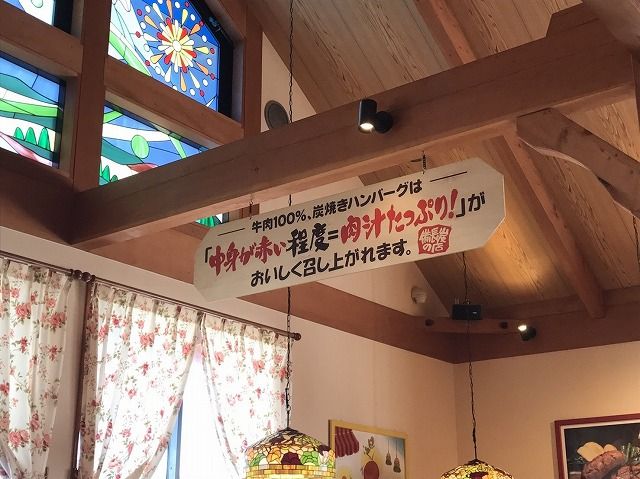 牛肉100%、炭焼きハンバーグは
「中身が赤い程度=肉汁たっぷり!」が
おいしく召し上がれます。
備長炭
の店